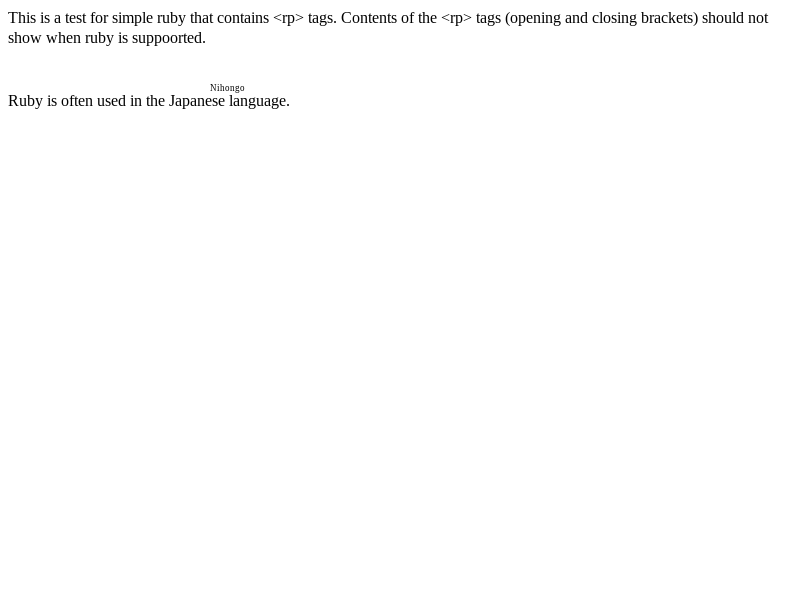 This is a test for simple ruby that contains <rp> tags. Contents of the <rp> tags (opening and closing brackets) should not
show when ruby is suppoorted.
Nihongo
Ruby is often used in the Japanese language.